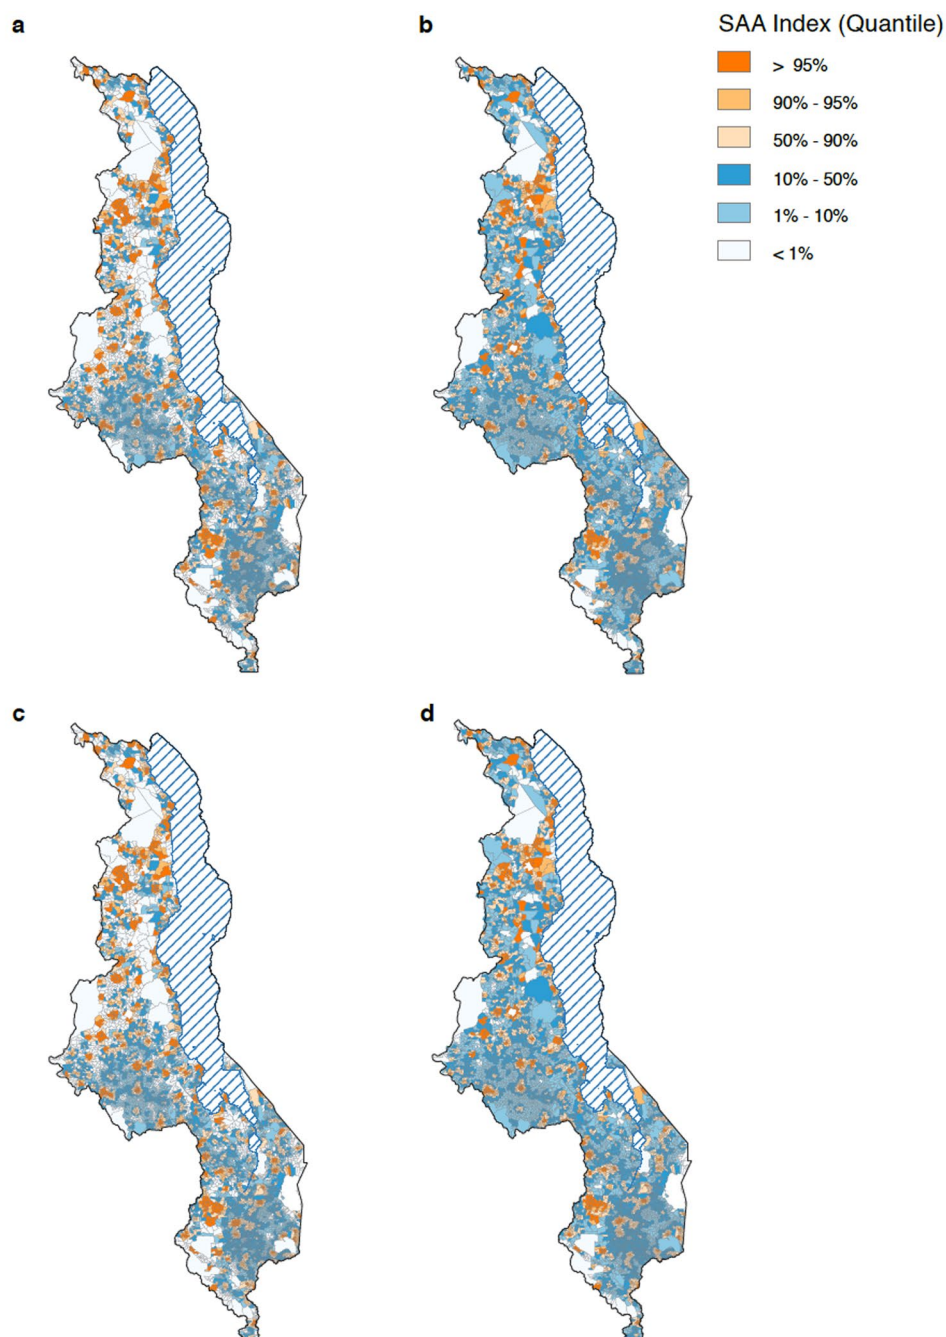 a
b
SAA Index (Quantile)
> 95%
90% - 95%
50% - 90%
10% - 50%
1% - 10%
< 1%
c
d